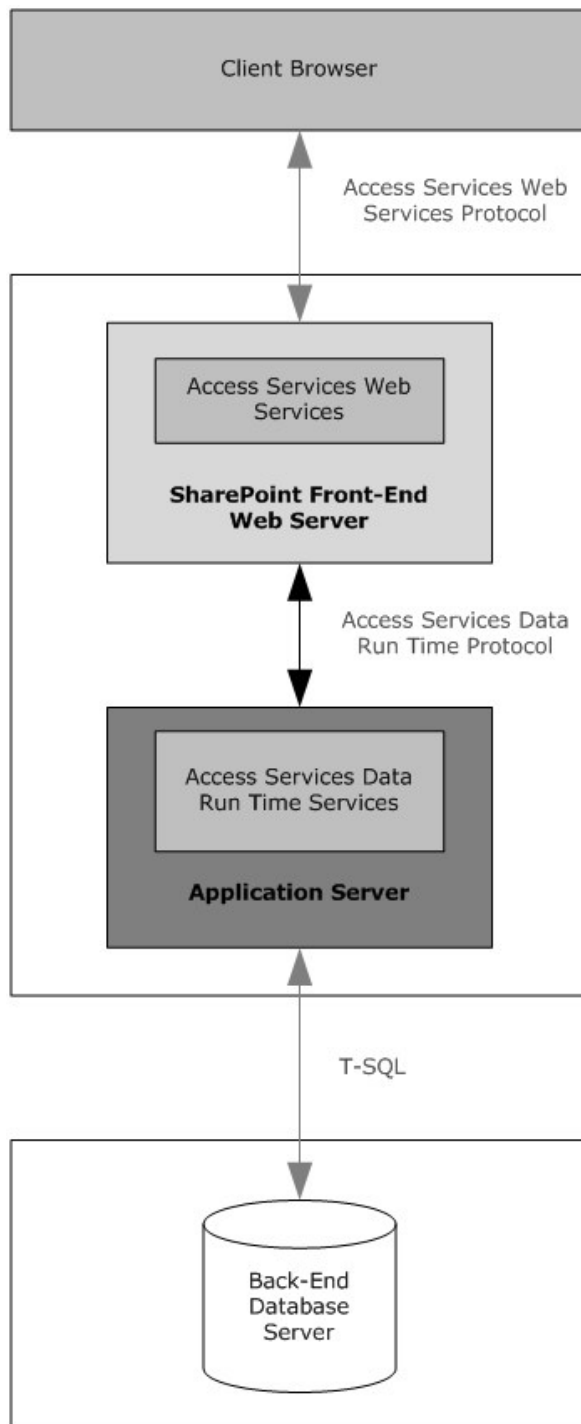 Client Browser
Access Services Web
Services Protocol
Access Services Web
Services
SharePoint Front-End
Web Server
Access Services Data
Run Time Protocol
Access Services Data
Run Time Services
Application Server
T-SQL
Back-End
Database
Server